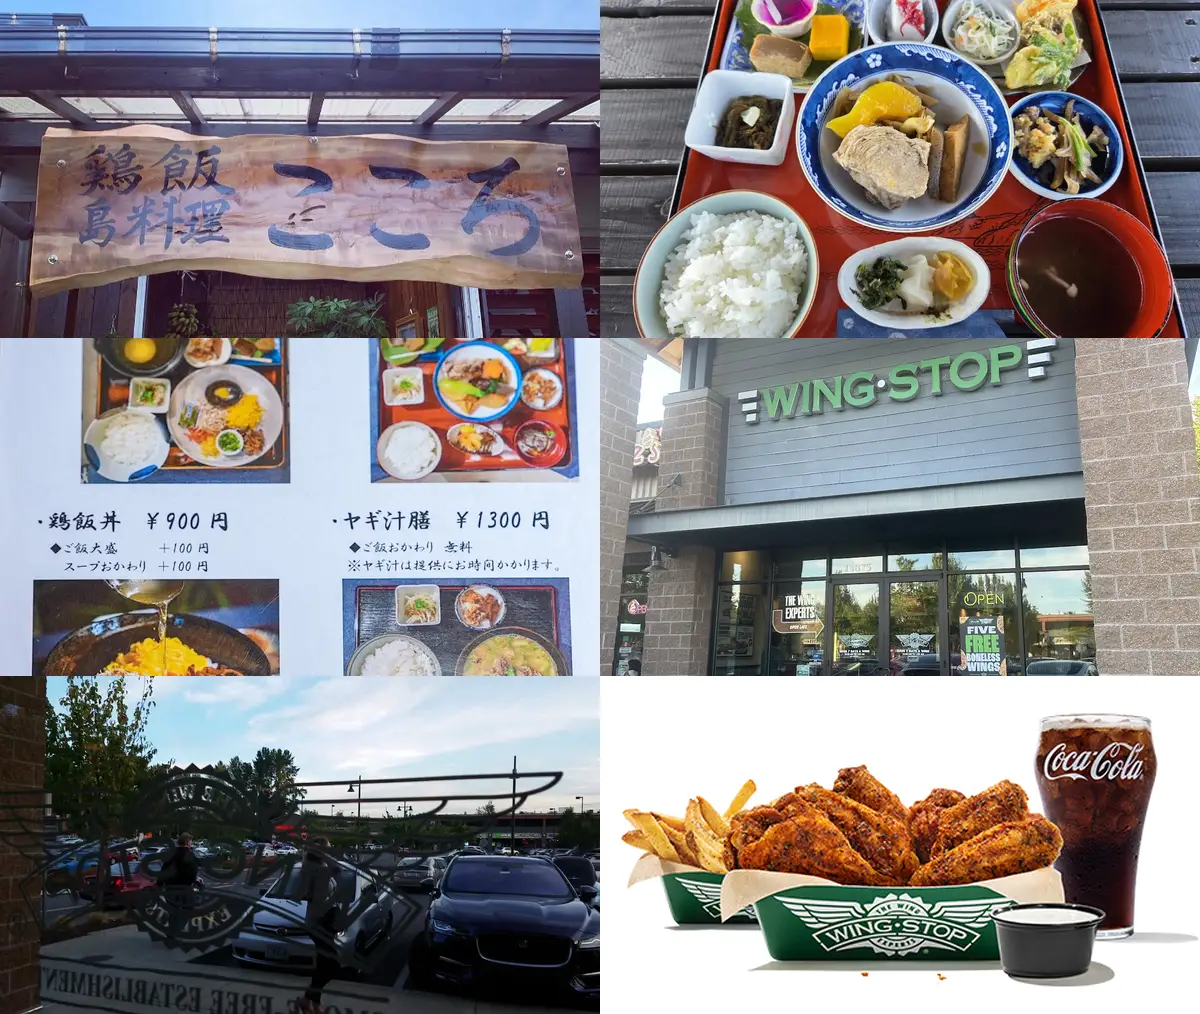 鶏飯
島料理
こころ
・鶏飯丼 ¥900円
◆ご飯大盛 +100円
スープおかわり +100円
・ヤギ汁膳 ¥1300円
◆ご飯おかわり 無料
※ヤギ汁は提供にお時間かかります。
WING·STOP
THE WING
EXPERTS
OPEN
FIVE
FREE
BONELESS
WINGS
EXPERTS
SMOKE-FREE ESTABLISHMENT
Coca-Cola
THE WING
WING·STOP
EXPERTS